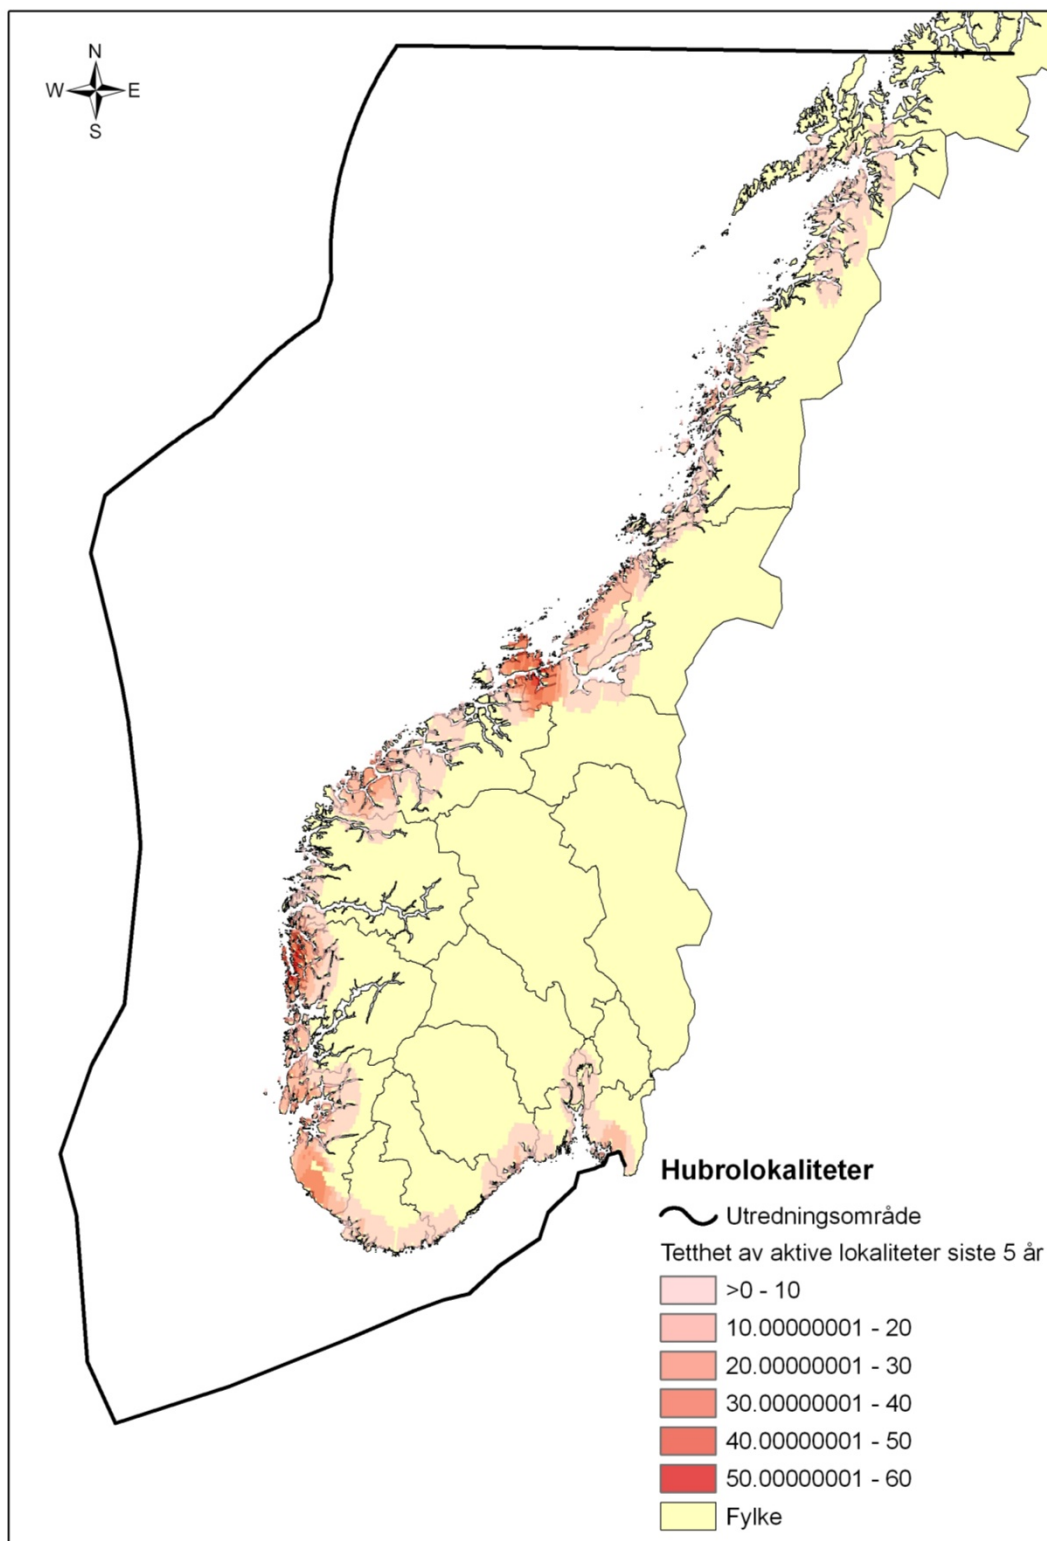 N
W E
S
Hubrolokaliteter
Utredningsområde
Tetthet av aktive lokaliteter siste 5 år
>0 - 10
10.00000001 - 20
20.00000001 - 30
30.00000001 - 40
40.00000001 - 50
50.00000001 - 60
Fylke